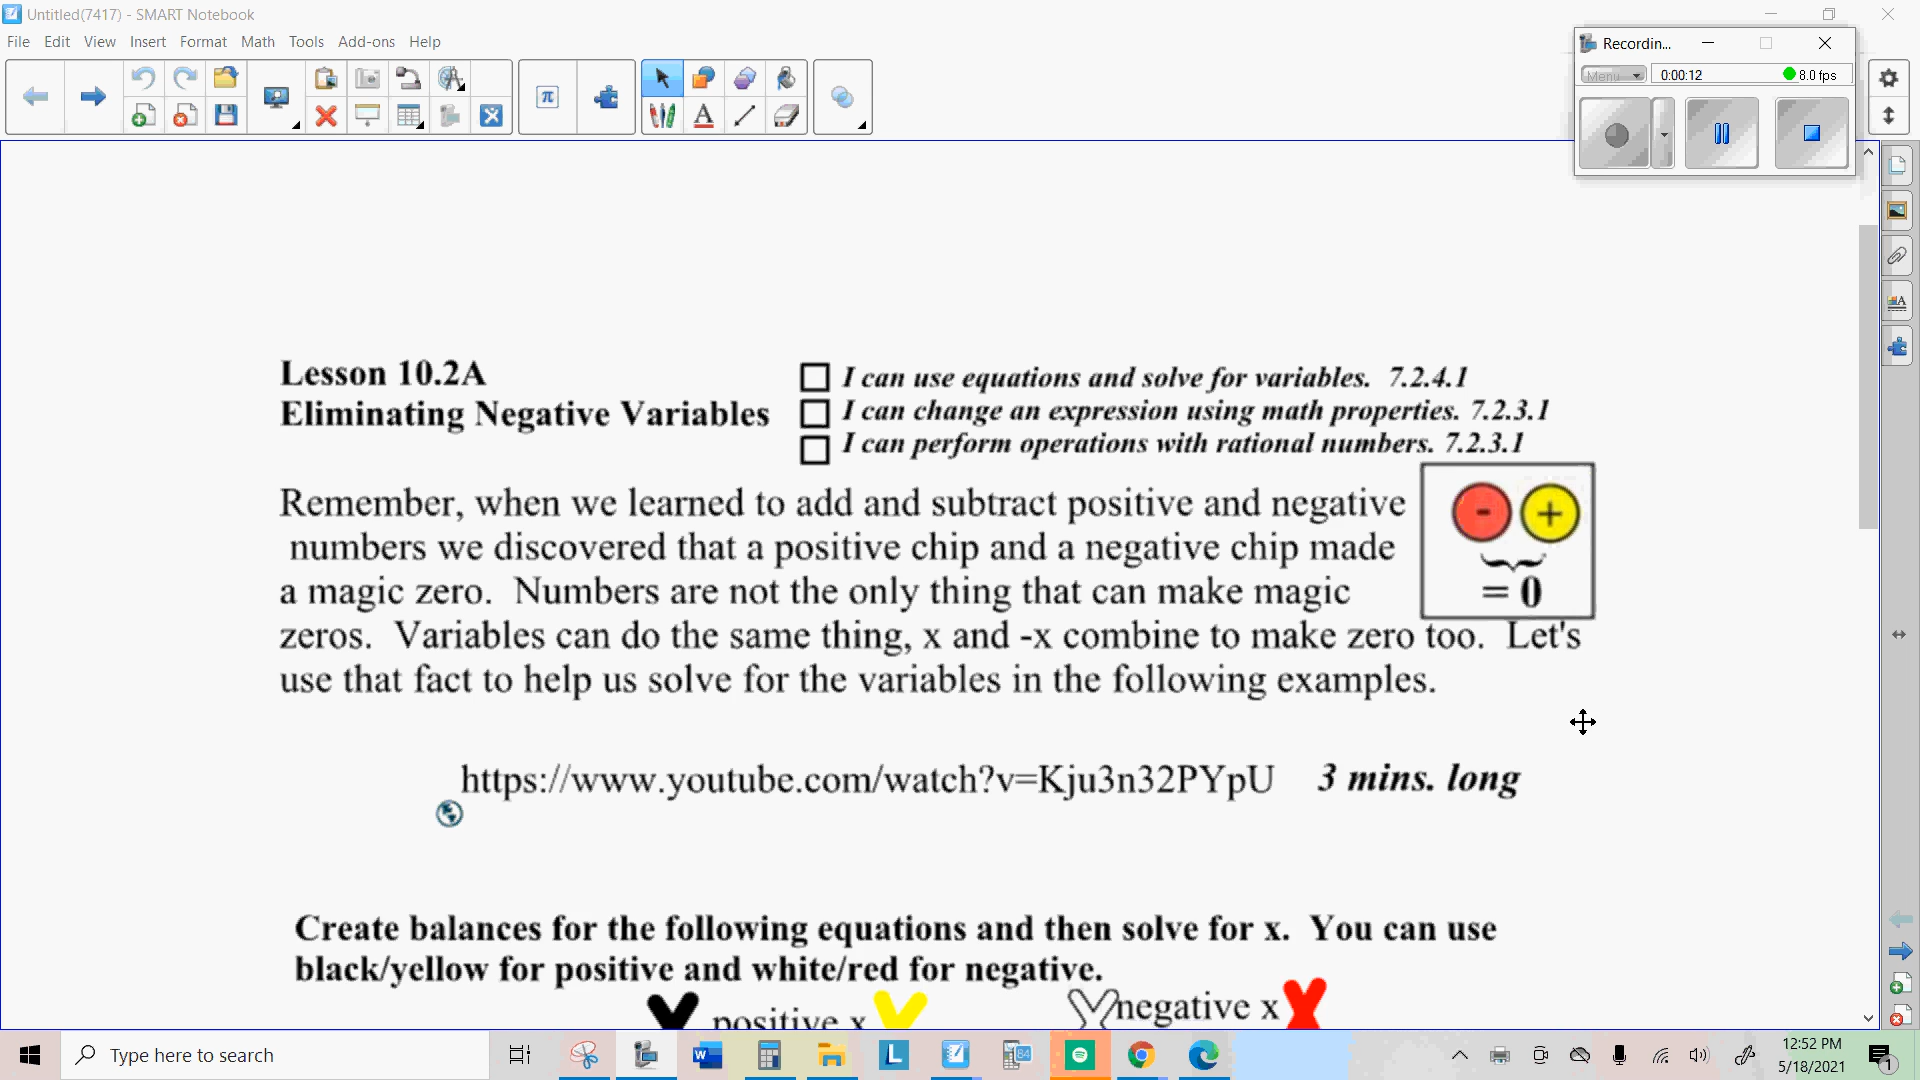 Untitled(7417) - SMART Notebook
File Edit View Insert Format Math Tools Add-ons Help
Recordin...
Menu 0:00:12 8.0 fps
π
A
Lesson 10.2A
Eliminating Negative Variables
I can use equations and solve for variables. 7.2.4.1
I can change an expression using math properties. 7.2.3.1
I can perform operations with rational numbers. 7.2.3.1
Remember, when we learned to add and subtract positive and negative
numbers we discovered that a positive chip and a negative chip made
a magic zero. Numbers are not the only thing that can make magic
zeros. Variables can do the same thing, x and -x combine to make zero too. Let's
use that fact to help us solve for the variables in the following examples.
- +
= 0
https://www.youtube.com/watch?v=Kju3n32PYpU 3 mins. long
Create balances for the following equations and then solve for x. You can use
black/yellow for positive and white/red for negative.
positive x negative x
Type here to search
12:52 PM
5/18/2021
1